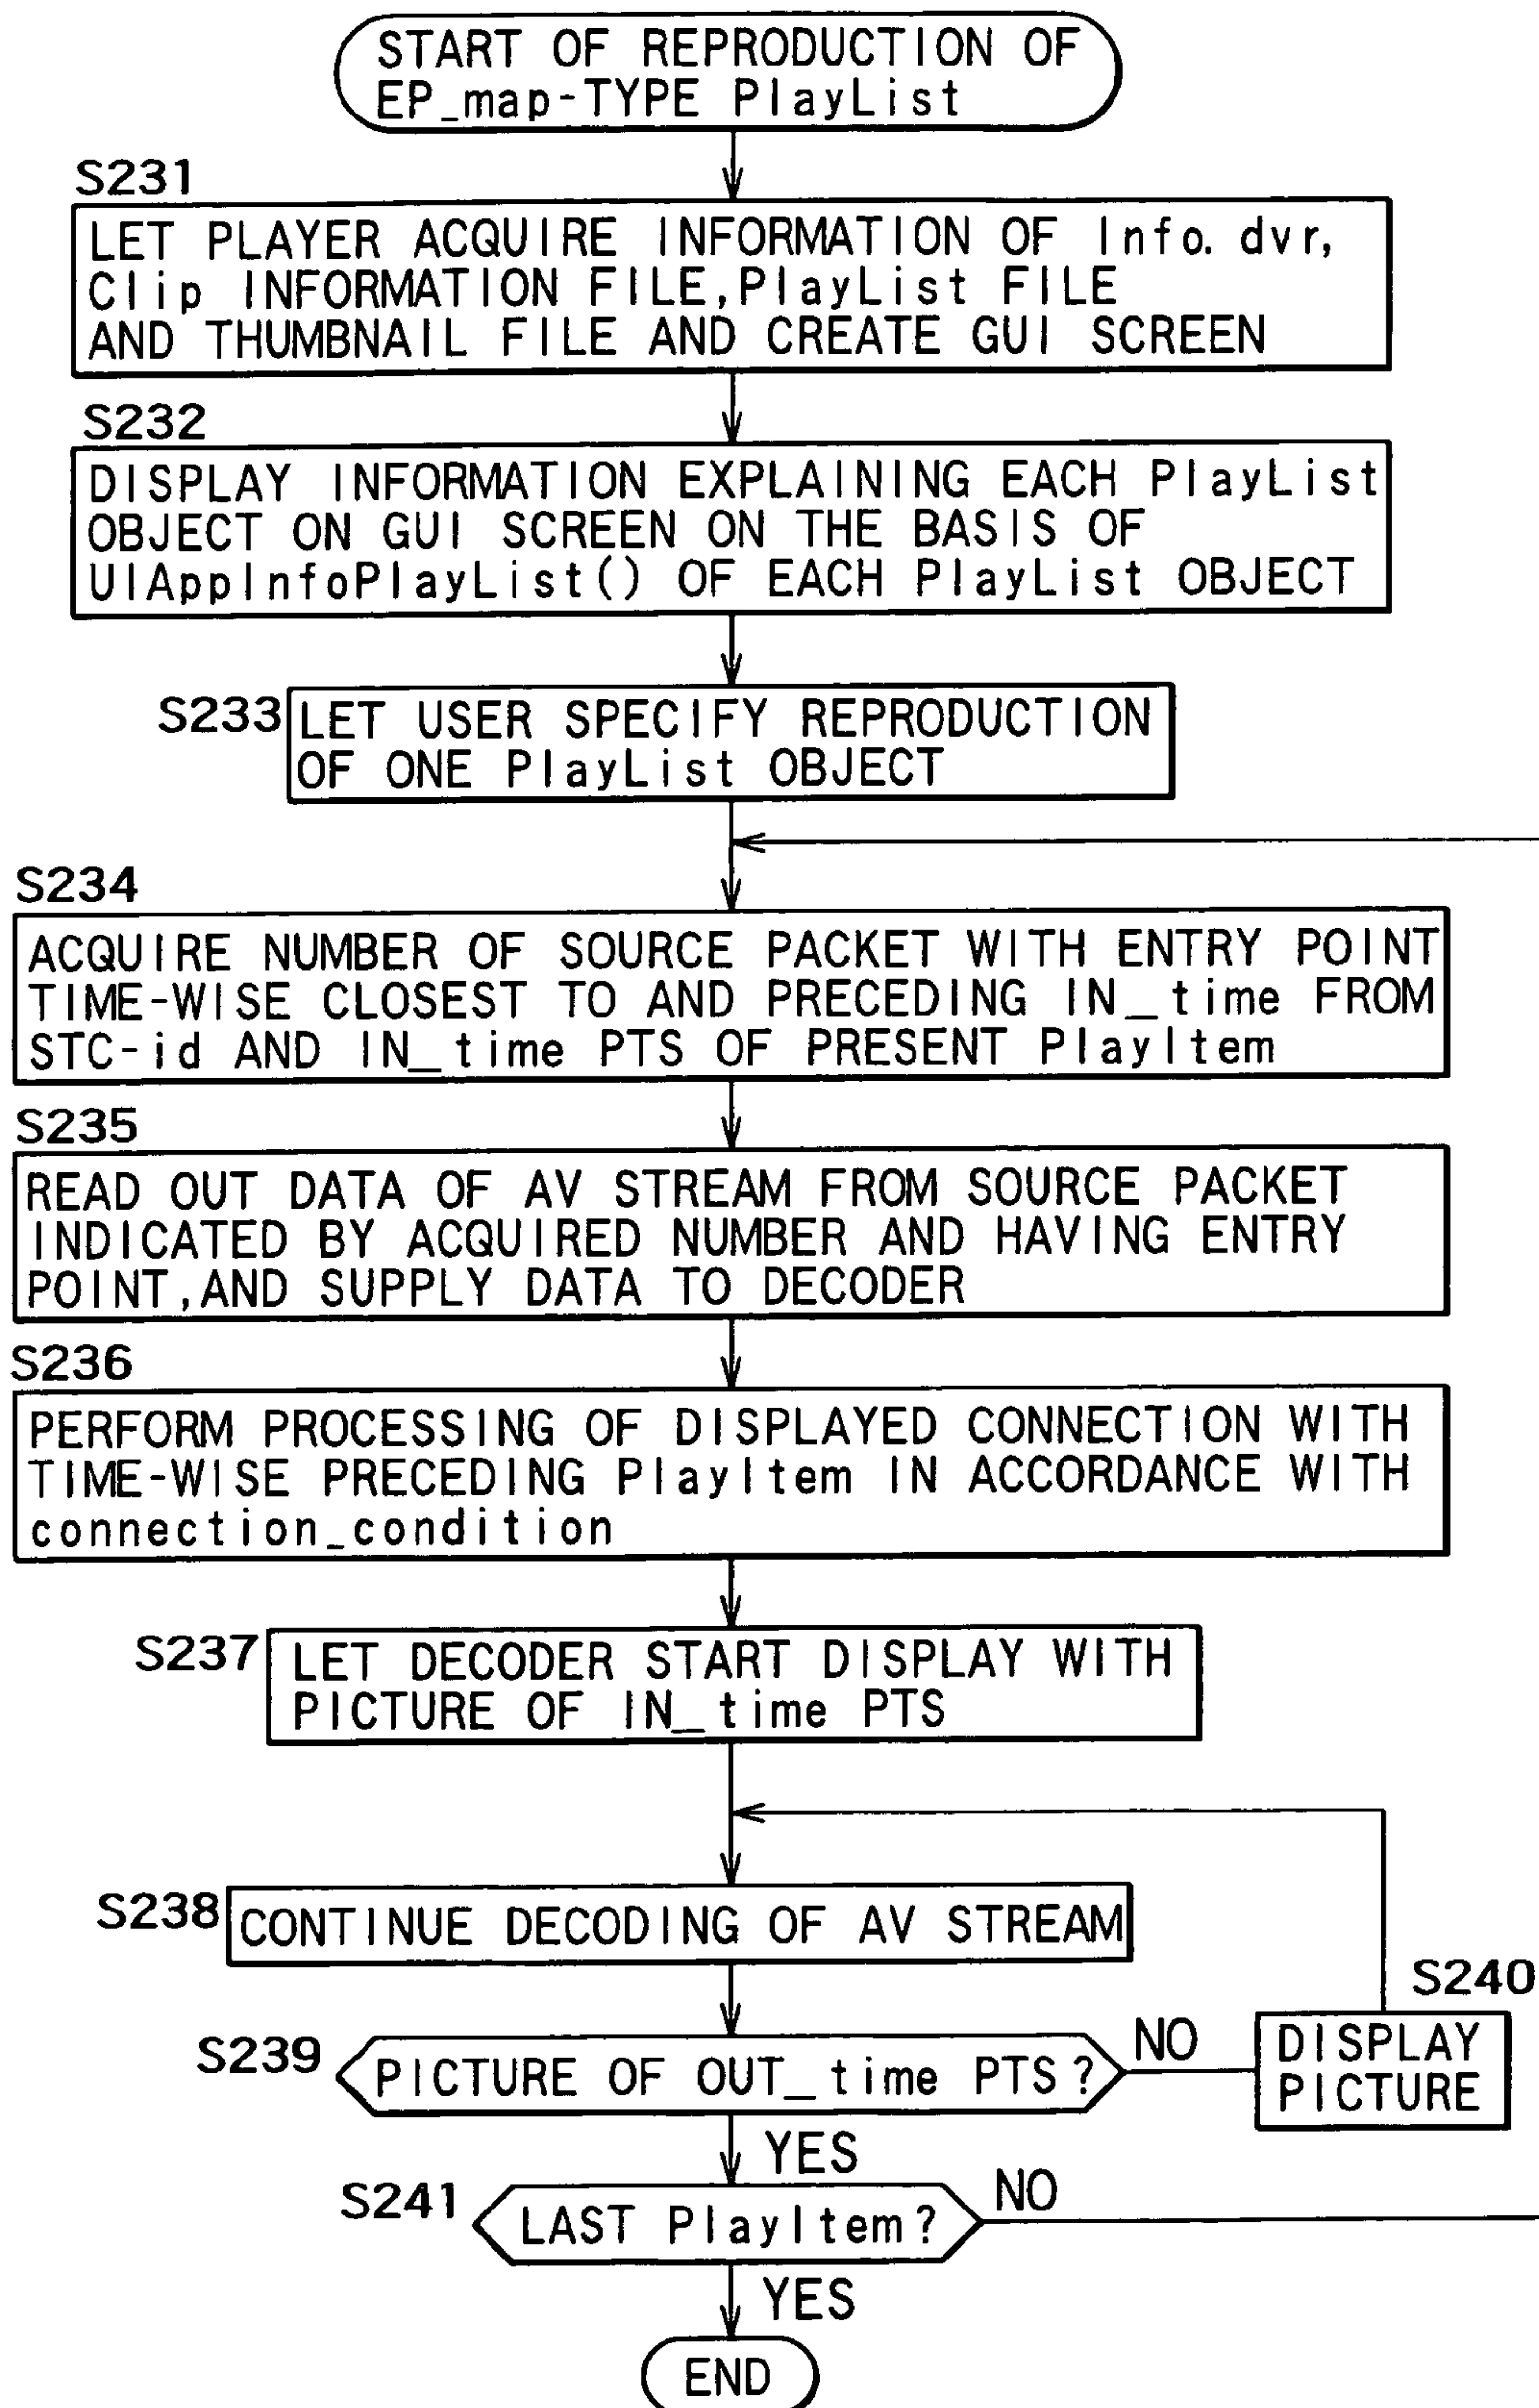 START OF REPRODUCTION OF
EP_map-TYPE PlayList
S231
LET PLAYER ACQUIRE INFORMATION OF Info.dvr,
Clip INFORMATION FILE,PlayList FILE
AND THUMBNAIL FILE AND CREATE GUI SCREEN
S232
DISPLAY INFORMATION EXPLAINING EACH PlayList
OBJECT ON GUI SCREEN ON THE BASIS OF
UIAppInfoPlayList() OF EACH PlayList OBJECT
S233
LET USER SPECIFY REPRODUCTION
OF ONE PlayList OBJECT
S234
ACQUIRE NUMBER OF SOURCE PACKET WITH ENTRY POINT
TIME-WISE CLOSEST TO AND PRECEDING IN_time FROM
STC-id AND IN_time PTS OF PRESENT PlayItem
S235
READ OUT DATA OF AV STREAM FROM SOURCE PACKET
INDICATED BY ACQUIRED NUMBER AND HAVING ENTRY
POINT,AND SUPPLY DATA TO DECODER
S236
PERFORM PROCESSING OF DISPLAYED CONNECTION WITH
TIME-WISE PRECEDING PlayItem IN ACCORDANCE WITH
connection_condition
S237
LET DECODER START DISPLAY WITH
PICTURE OF IN_time PTS
S238
CONTINUE DECODING OF AV STREAM
S239
PICTURE OF OUT_time PTS?
NO
S240
DISPLAY
PICTURE
YES
S241
LAST PlayItem?
NO
YES
END